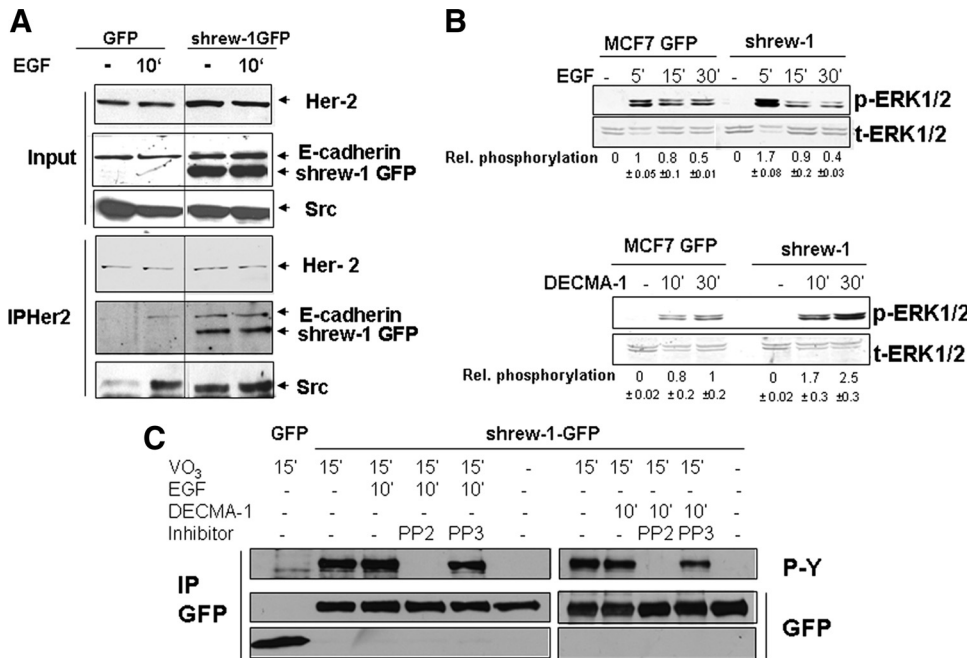 A
GFP shrew-1GFP
EGF - 10' - 10'
Input
Her-2
E-cadherin
shrew-1 GFP
Src
IPHer2
Her- 2
E-cadherin
shrew-1 GFP
Src
B
MCF7 GFP shrew-1
EGF - 5' 15' 30' - 5' 15' 30'
p-ERK1/2
t-ERK1/2
Rel. phosphorylation 0 1 0.8 0.5 0 1.7 0.9 0.4
± 0.05 ±0.1 ±0.01 ± 0.08 ±0.2 ±0.03
MCF7 GFP shrew-1
DECMA-1 - 10' 30' - 10' 30'
p-ERK1/2
t-ERK1/2
Rel. phosphorylation 0 0.8 1 0 1.7 2.5
± 0.02 ± 0.2 ±0.2 ± 0.02 ± 0.3 ±0.3
C
GFP shrew-1-GFP
VO3 15' 15' 15' 15' 15' - 15' 15' 15' 15' -
EGF - - 10' 10' 10' - - - - - -
DECMA-1 - - - - - - - 10' 10' 10' -
Inhibitor - - - PP2 PP3 - - - PP2 PP3 -
IP
GFP
P-Y
GFP